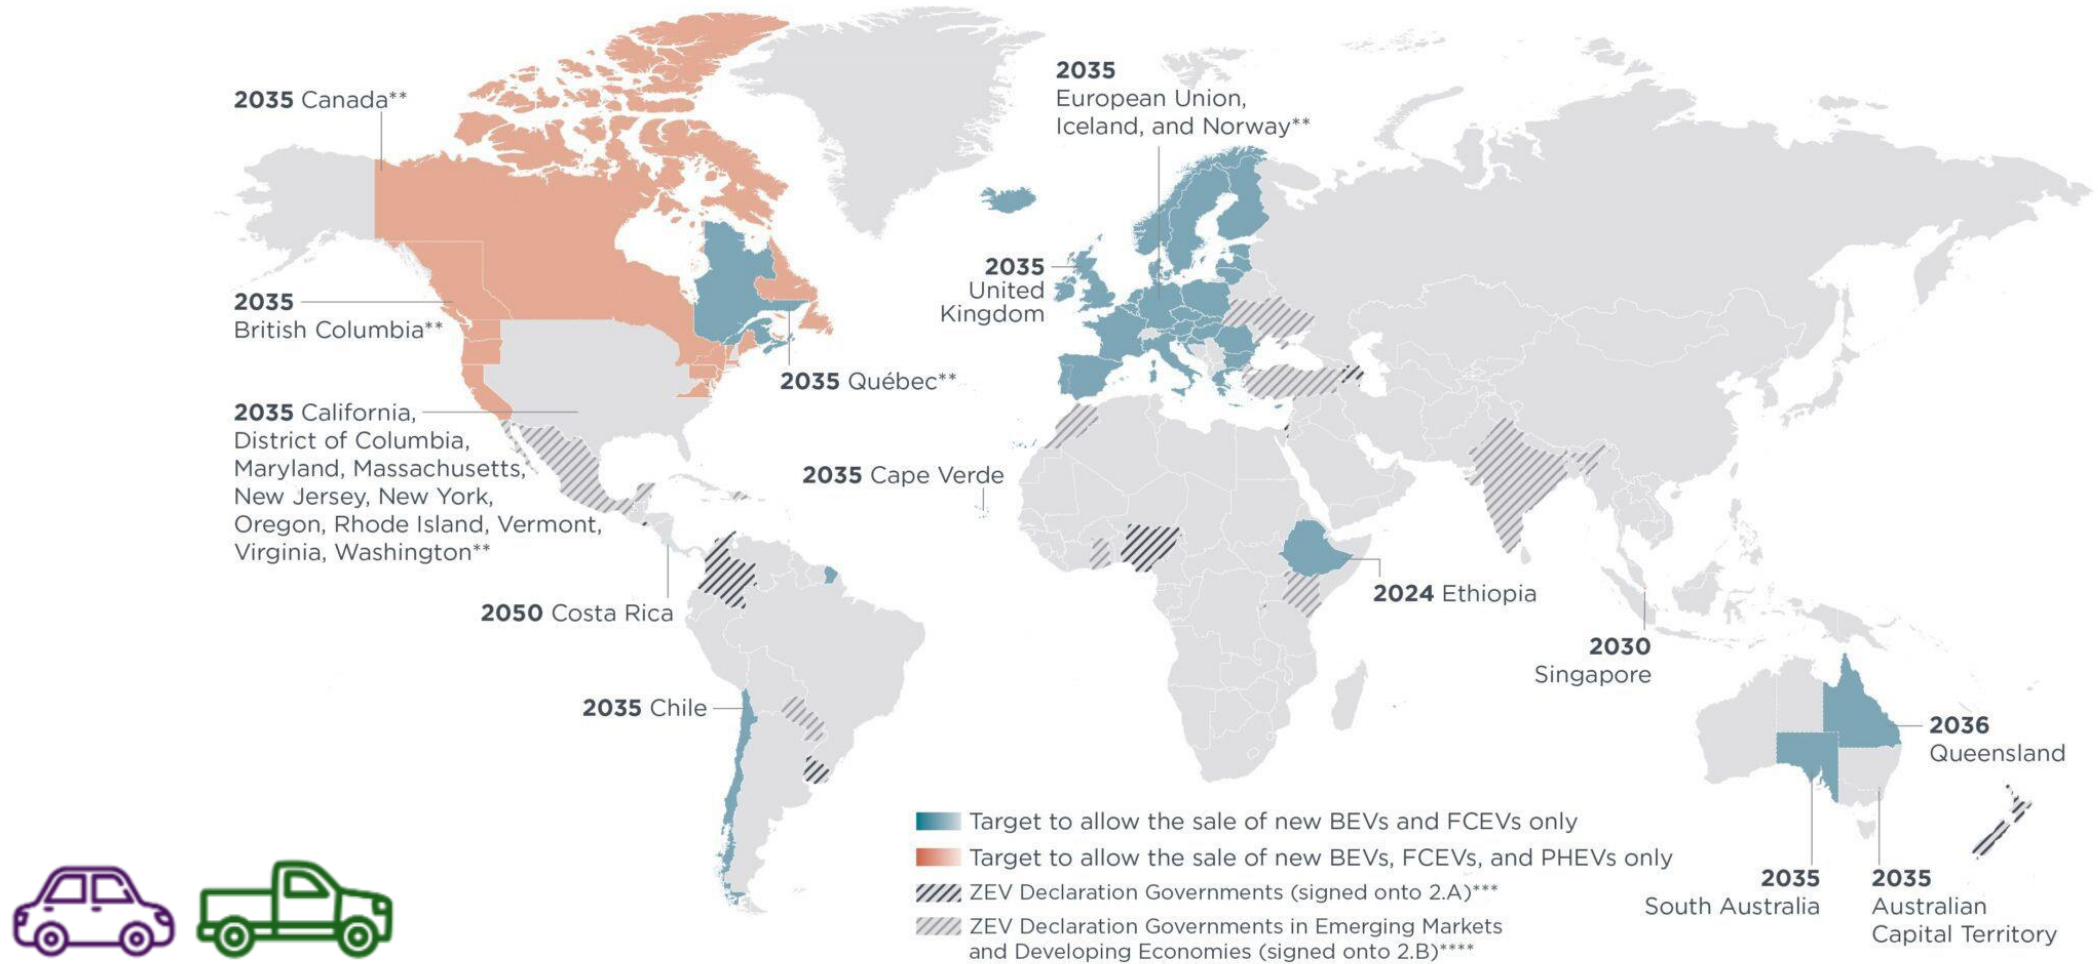 2035 Canada**
2035
British Columbia**
2035 California,
District of Columbia,
Maryland, Massachusetts,
New Jersey, New York,
Oregon, Rhode Island, Vermont,
Virginia, Washington**
2035 Québec**
2050 Costa Rica
2035 Chile
2035
European Union,
Iceland, and Norway**
2035
United
Kingdom
2035 Cape Verde
2024 Ethiopia
2030
Singapore
2036
Queensland
2035
South Australia
2035
Australian
Capital Territory
Target to allow the sale of new BEVs and FCEVs only
Target to allow the sale of new BEVs, FCEVs, and PHEVs only
ZEV Declaration Governments (signed onto 2.A)***
ZEV Declaration Governments in Emerging Markets
and Developing Economies (signed onto 2.B)****